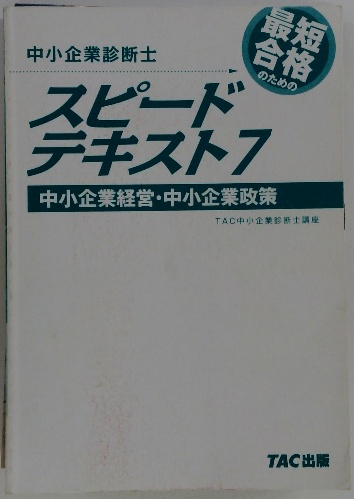 中小企業診断士
最短
合格
のための
スピード
テキスト7
中小企業経営・中小企業政策
TAC中小企業診断士講座
TAC出版